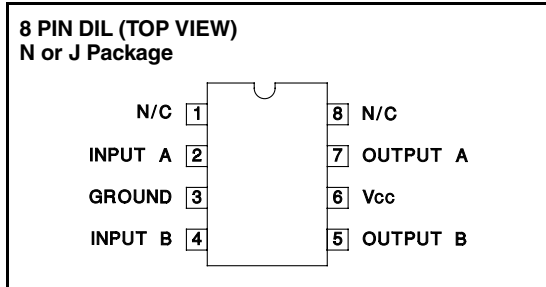 8 PIN DIL (TOP VIEW)
N or J Package
N/C 1 8 N/C
INPUT A 2 7 OUTPUT A
GROUND 3 6 Vcc
INPUT B 4 5 OUTPUT B